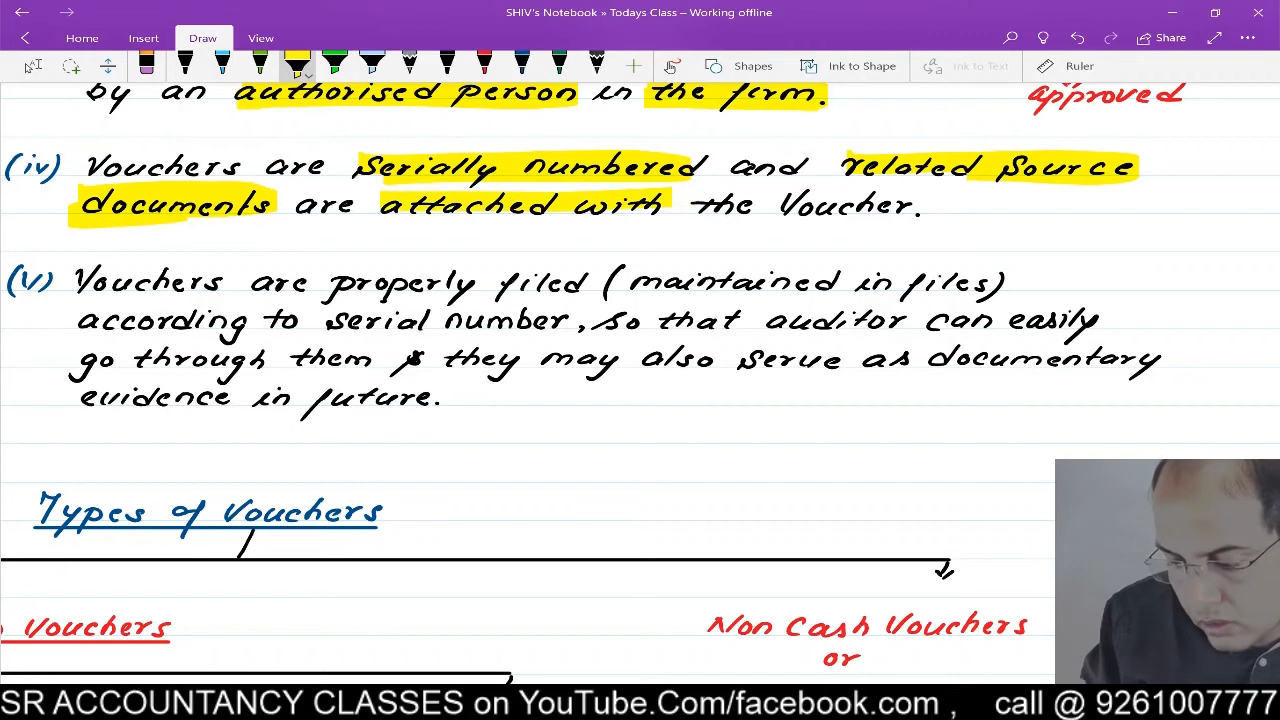 SHIV's Notebook » Todays Class – Working offline
Home Insert Draw View
Share
Shapes Ink to Shape Ink to Text Ruler
by an authorised person in the firm.
approved
(iv) Vouchers are serially numbered and related source
documents are attached with the Voucher.
(v) Vouchers are properly filed (maintained in files)
according to serial number, so that auditor can easily
go through them & they may also serve as documentary
evidence in future.
Types of Vouchers
Vouchers
Non Cash Vouchers
or
SR ACCOUNTANCY CLASSES on YouTube.Com/facebook.com , call @ 9261007777